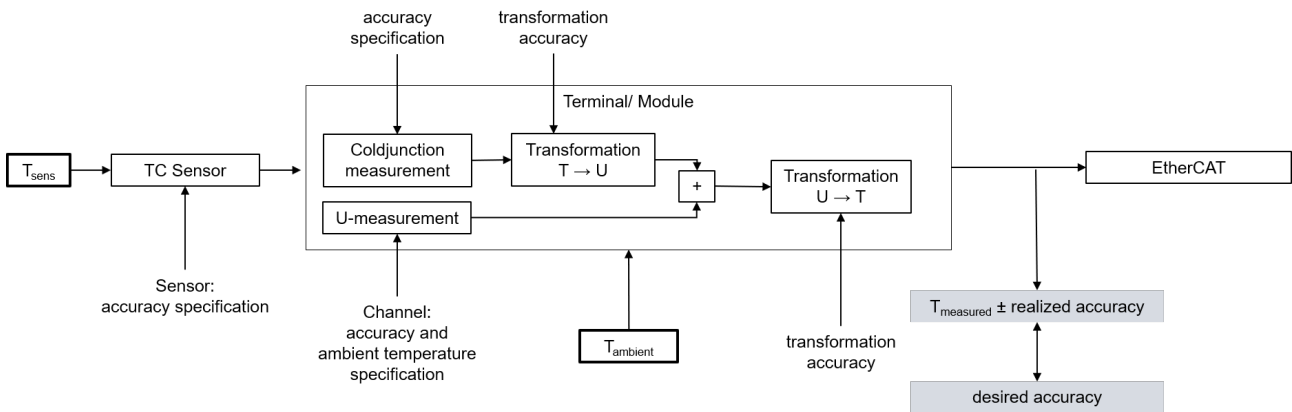 accuracy
specification
transformation
accuracy
Terminal/ Module
Coldjunction
measurement
Transformation
T → U
T_sens
TC Sensor
EtherCAT
+
Transformation
U → T
U-measurement
Sensor:
accuracy specification
Channel:
accuracy and
ambient temperature
specification
T_ambient
transformation
accuracy
T_measured ± realized accuracy
desired accuracy